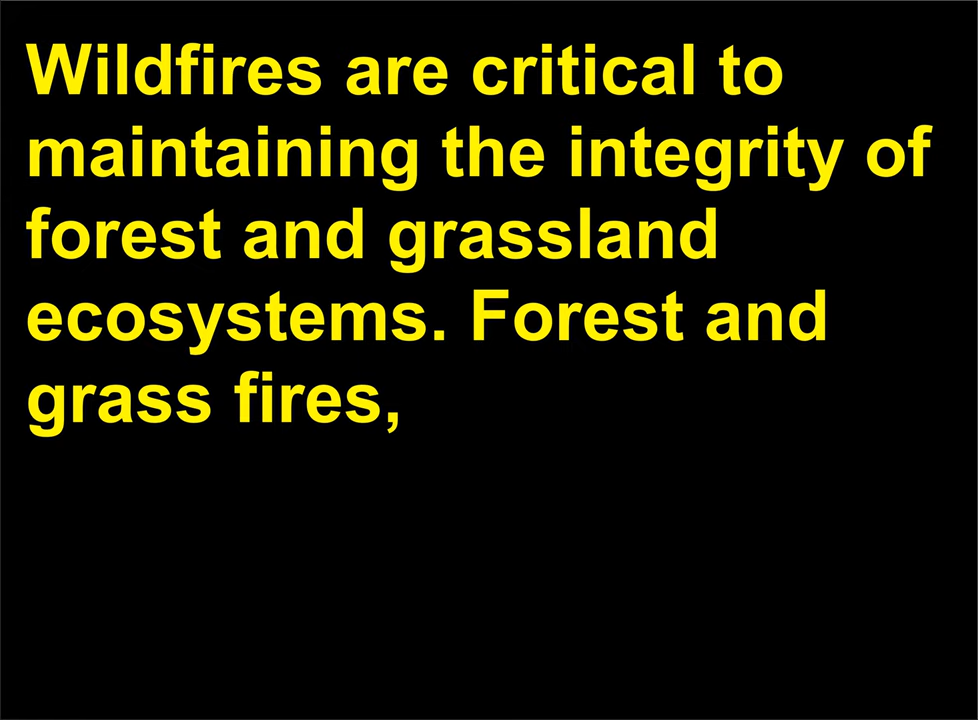 Wildfires are critical to
maintaining the integrity of
forest and grassland
ecosystems. Forest and
grass fires,